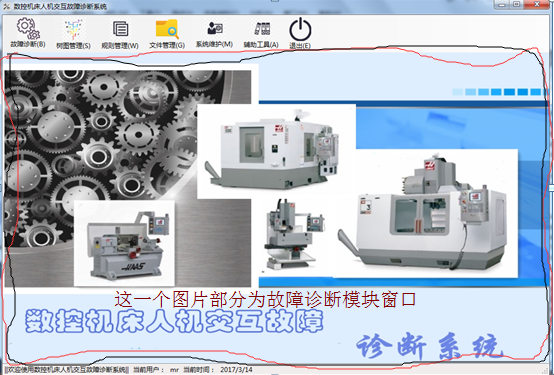 数控机床人机交互故障诊断系统
故障诊断(B) 树图管理(S) 规则管理(W) 文件管理(G) 系统维护(M) 辅助工具(A) 退出(E)
HAAS
这一个图片部分为故障诊断模块窗口
数控机床人机交互故障
诊断系统
||欢迎使用数控机床人机交互故障诊断系统|| 当前用户： mr 当前时间： 2017/3/14